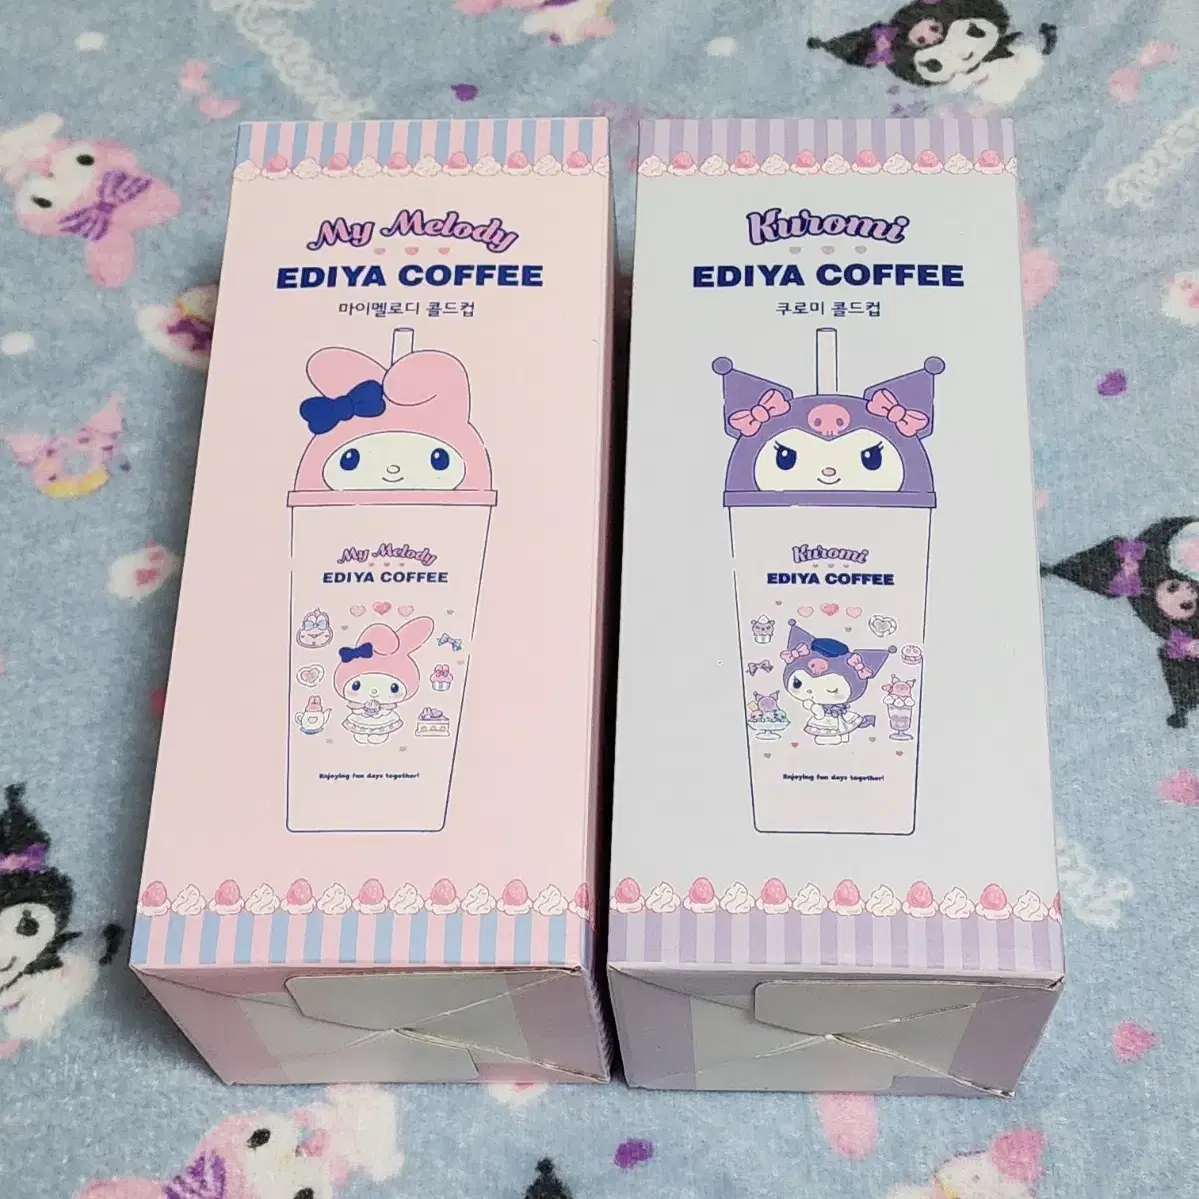 My Melody
EDIYA COFFEE
마이멜로디 콜드컵
My Melody
EDIYA COFFEE
Enjoying fun days together!
Kuromi
EDIYA COFFEE
쿠로미 콜드컵
Kuromi
EDIYA COFFEE
Enjoying fun days together!